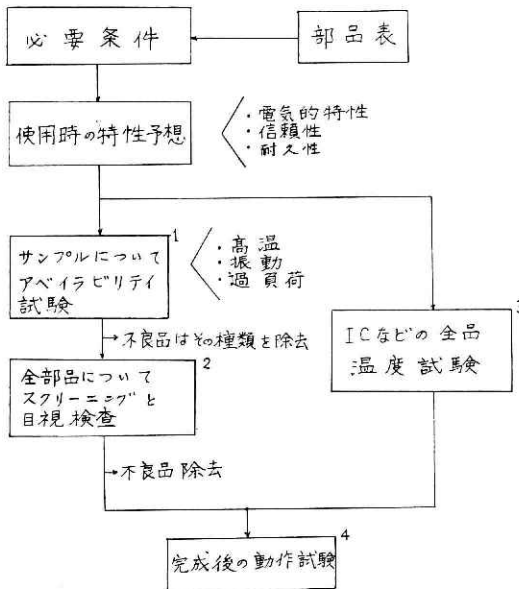 必要条件
部品表
使用時の特性予想
・電気的特性
・信頼性
・耐久性
1
サンプルについて
アベイラビリティ
試験
・高温
・振動
・過負荷
不良品はその種類を除去
2
全部品について
スクリーニングと
目視検査
不良品除去
3
ICなどの全品
温度試験
4
完成後の動作試験